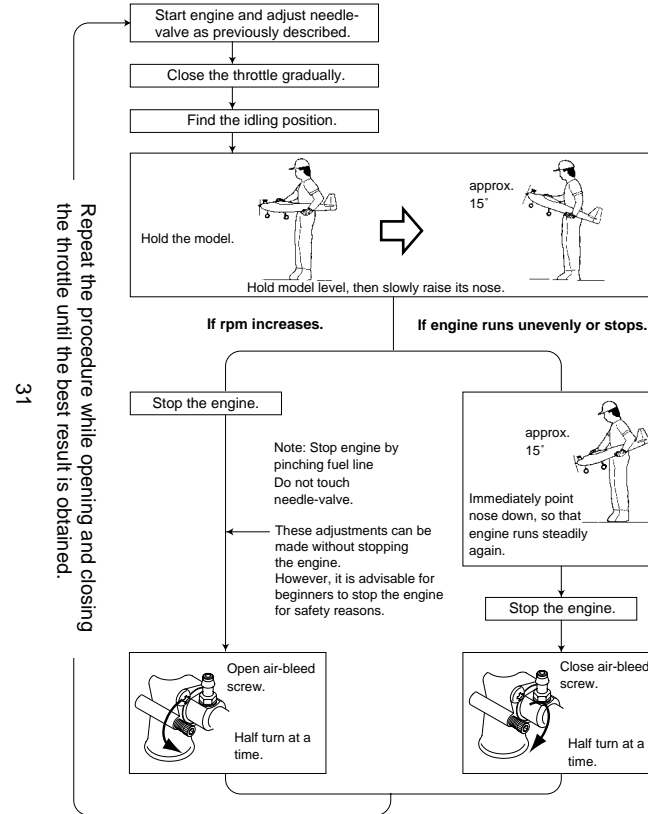 Start engine and adjust needle-
valve as previously described.
Close the throttle gradually.
Find the idling position.
Hold the model.
approx.
15˚
Hold model level, then slowly raise its nose.
If rpm increases.
If engine runs unevenly or stops.
Stop the engine.
Note: Stop engine by
pinching fuel line
Do not touch
needle-valve.
These adjustments can be
made without stopping
the engine.
However, it is advisable for
beginners to stop the engine
for safety reasons.
approx.
15˚
Immediately point
nose down, so that
engine runs steadily
again.
Stop the engine.
Open air-bleed
screw.
Half turn at a
time.
Close air-bleed
screw.
Half turn at a
time.
Repeat the procedure while opening and closing
the throttle until the best result is obtained.
31